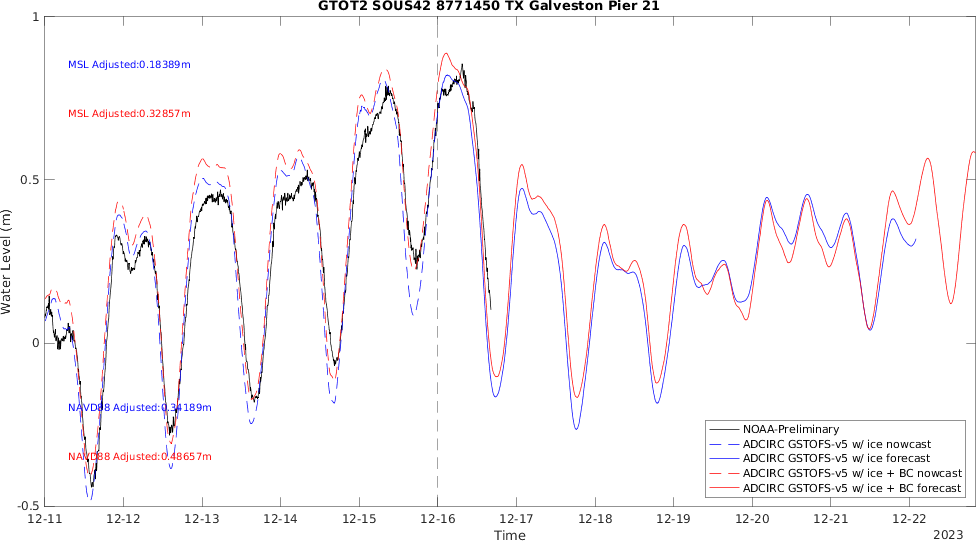 GTOT2 SOUS42 8771450 TX Galveston Pier 21
1
0.5
0
-0.5
Water Level (m)
MSL Adjusted:0.18389m
MSL Adjusted:0.32857m
NAVD88 Adjusted:0.34189m
NAVD88 Adjusted:0.48657m
NOAA-Preliminary
ADCIRC GSTOFS-v5 w/ ice nowcast
ADCIRC GSTOFS-v5 w/ ice forecast
ADCIRC GSTOFS-v5 w/ice + BC nowcast
ADCIRC GSTOFS-v5 w/ice + BC forecast
12-11 12-12 12-13 12-14 12-15 12-16 12-17 12-18 12-19 12-20 12-21 12-22
Time
2023